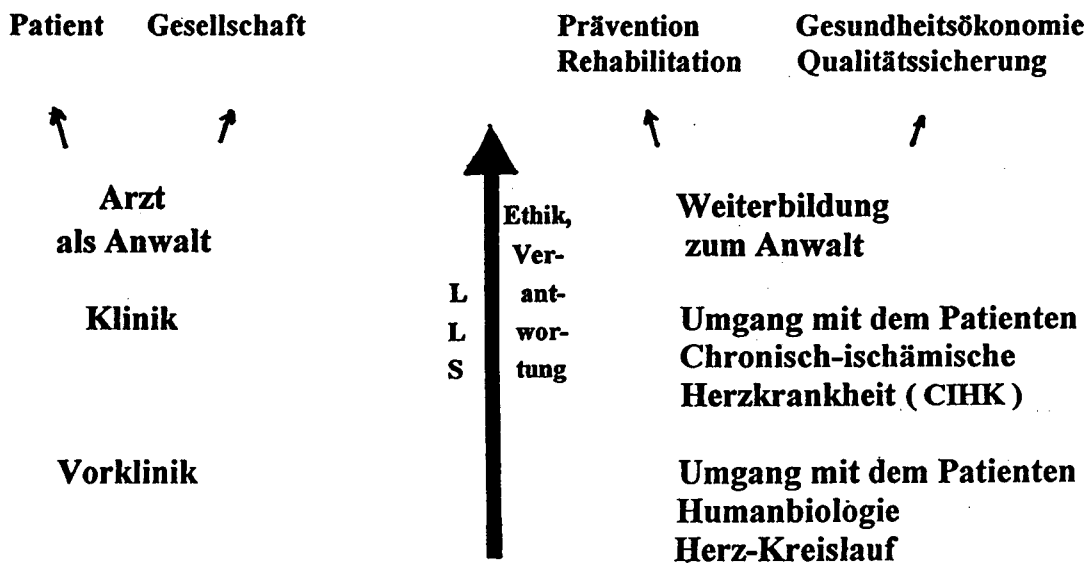 Patient Gesellschaft
Prävention Gesundheitsökonomie
Rehabilitation Qualitätssicherung
Arzt
als Anwalt
Klinik
Vorklinik
L
L
S
Ethik,
Ver-
ant-
wor-
tung
Weiterbildung
zum Anwalt
Umgang mit dem Patienten
Chronisch-ischämische
Herzkrankheit ( CIHK )
Umgang mit dem Patienten
Humanbiologie
Herz-Kreislauf